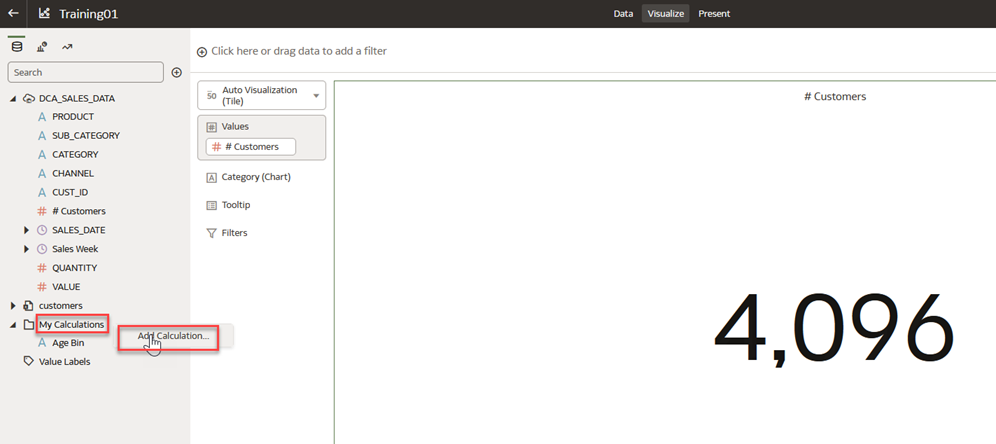 Training01
Data
Visualize
Present
Click here or drag data to add a filter
Search
DCA_SALES_DATA
A PRODUCT
A SUB_CATEGORY
A CATEGORY
A CHANNEL
A CUST_ID
# # Customers
SALES_DATE
Sales Week
# QUANTITY
# VALUE
customers
My Calculations
Add Calculation...
A Age Bin
Value Labels
50 Auto Visualization
(Tile)
# Values
# # Customers
A Category (Chart)
Tooltip
Filters
# Customers
4,096